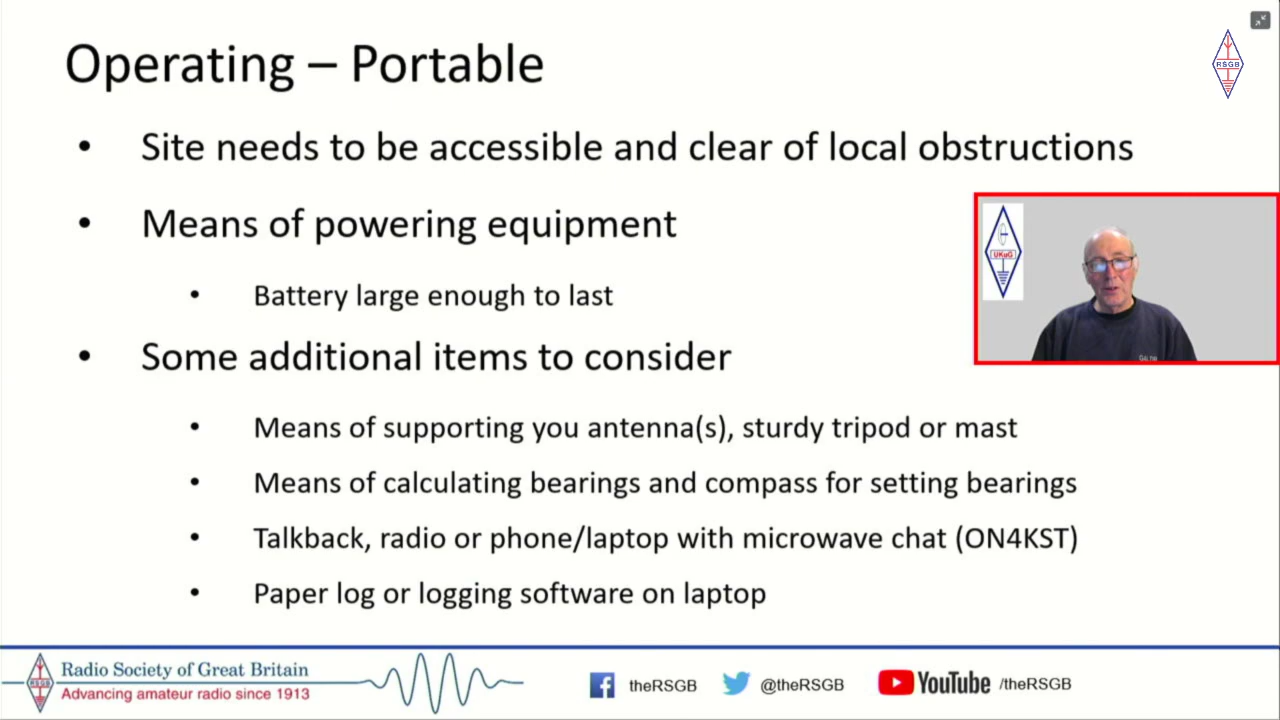 Operating – Portable
RSGB
• Site needs to be accessible and clear of local obstructions
• Means of powering equipment
UKuG
• Battery large enough to last
• Some additional items to consider
• Means of supporting you antenna(s), sturdy tripod or mast
• Means of calculating bearings and compass for setting bearings
• Talkback, radio or phone/laptop with microwave chat (ON4KST)
• Paper log or logging software on laptop
RSGB
Radio Society of Great Britain
Advancing amateur radio since 1913
theRSGB
@theRSGB
YouTube /theRSGB